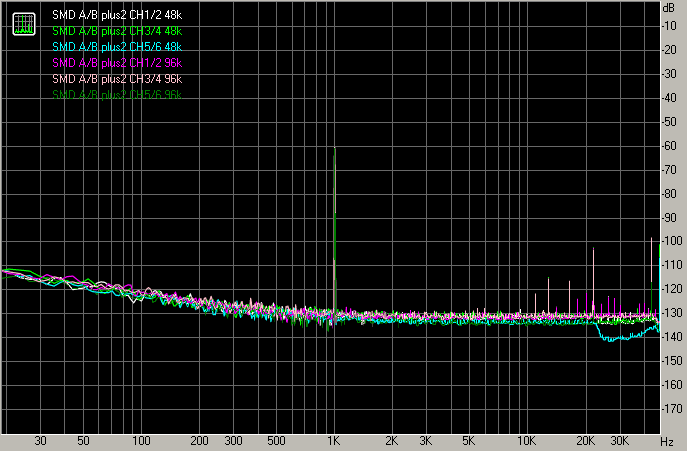 SMD A/B plus2 CH1/2 48k
SMD A/B plus2 CH3/4 48k
SMD A/B plus2 CH5/6 48k
SMD A/B plus2 CH1/2 96k
SMD A/B plus2 CH3/4 96k
SMD A/B plus2 CH5/6 96k
dB
-10
-20
-30
-40
-50
-60
-70
-80
-90
-100
-110
-120
-130
-140
-150
-160
-170
30 50 100 200 300 500 1K 2K 3K 5K 10K 20K 30K Hz